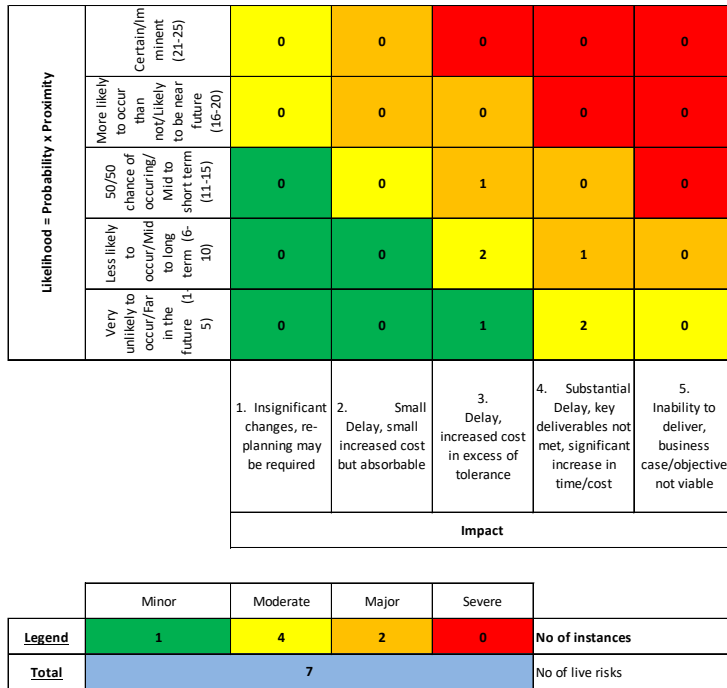 Likelihood = Probability x Proximity
Certain/Im
minent
(21-25)
0
0
0
0
0
More likely
to occur
than
not/Likely
to be near
future
(16-20)
0
0
0
0
0
50/50
chance of
occuring/
Mid to
short term
(11-15)
0
0
1
0
0
Less likely
to
occur/Mid
to long
term (6-
10)
0
0
2
1
0
Very
unlikely to
occur/Far
in the
future (1-
5)
0
0
1
2
0
1. Insignificant
changes, re-
planning may
be required
2. Small
Delay, small
increased cost
but absorbable
3.
Delay,
increased cost
in excess of
tolerance
4. Substantial
Delay, key
deliverables not
met, significant
increase in
time/cost
5.
Inability to
deliver,
business
case/objective
not viable
Impact
Minor Moderate Major Severe
Legend 1 4 2 0 No of instances
Total 7 No of live risks